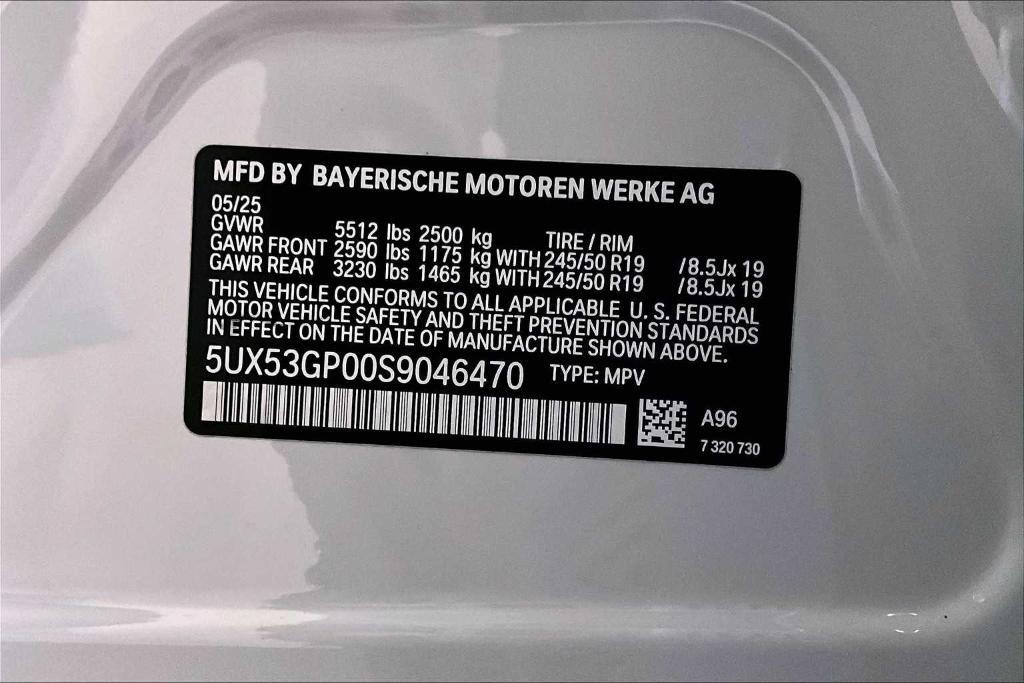 MFD BY BAYERISCHE MOTOREN WERKE AG
05/25
GVWR 5512 lbs 2500 kg TIRE / RIM
GAWR FRONT 2590 lbs 1175 kg WITH 245/50 R19 /8.5Jx 19
GAWR REAR 3230 lbs 1465 kg WITH 245/50 R19 /8.5Jx 19
THIS VEHICLE CONFORMS TO ALL APPLICABLE U. S. FEDERAL
MOTOR VEHICLE SAFETY AND THEFT PREVENTION STANDARDS
IN EFFECT ON THE DATE OF MANUFACTURE SHOWN ABOVE.
5UX53GP00S9046470 TYPE: MPV
A96
7 320 730